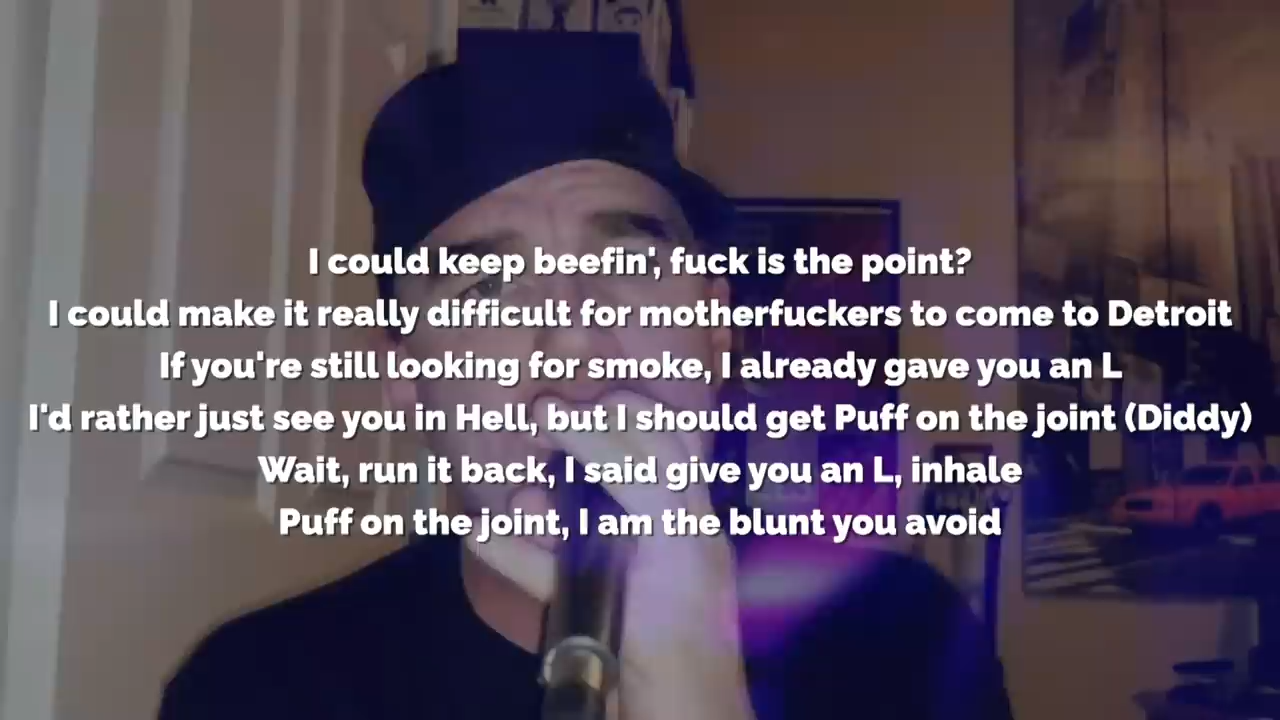 I could keep beefin', fuck is the point?
I could make it really difficult for motherfuckers to come to Detroit
If you're still looking for smoke, I already gave you an L
I'd rather just see you in Hell, but I should get Puff on the joint (Diddy)
Wait, run it back, I said give you an L, inhale
Puff on the joint, I am the blunt you avoid